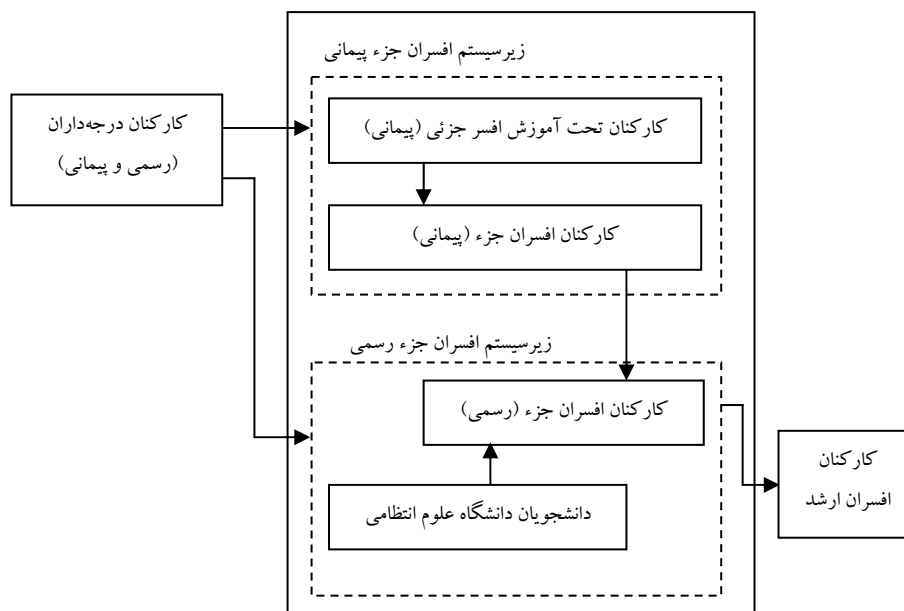 زیرسیستم افسران جزء پیمانی
کارکنان درجه‌داران
(رسمی و پیمانی)
کارکنان تحت آموزش افسر جزئی (پیمانی)
کارکنان افسران جزء (پیمانی)
زیرسیستم افسران جزء رسمی
کارکنان افسران جزء (رسمی)
دانشجویان دانشگاه علوم انتظامی
کارکنان
افسران ارشد